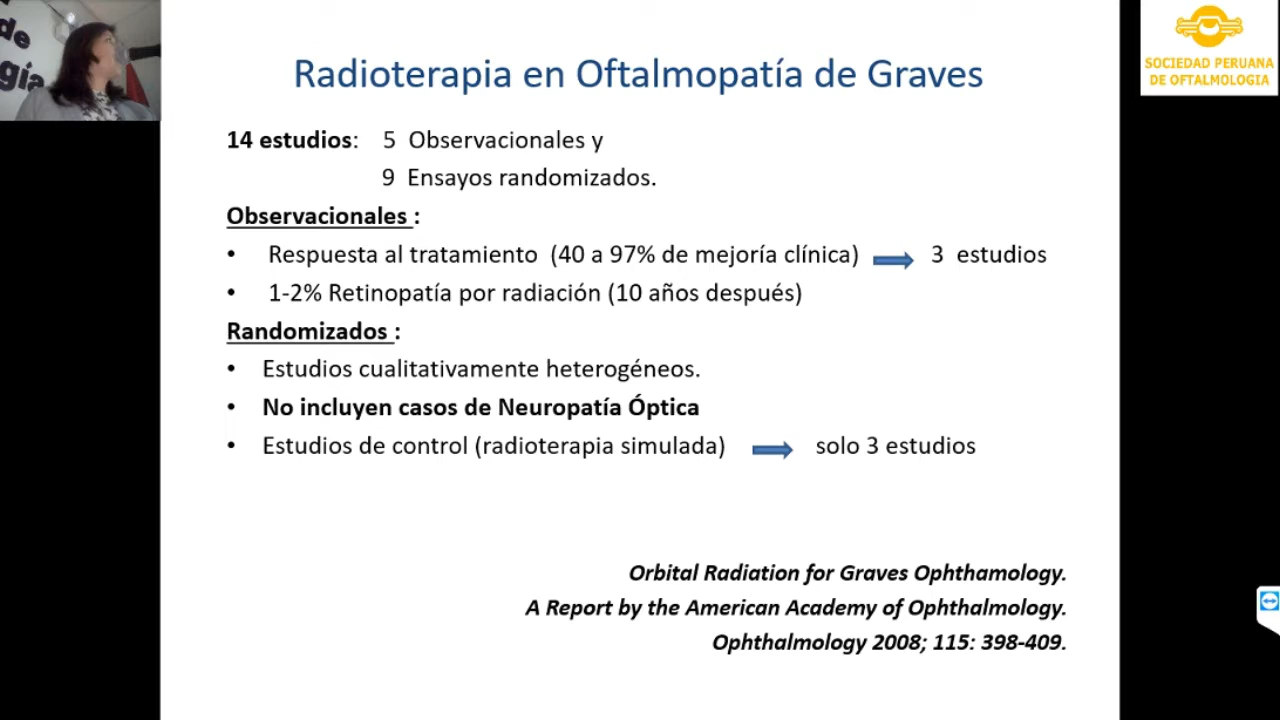 de
gía
SOCIEDAD PERUANA
DE OFTALMOLOGIA
Radioterapia en Oftalmopatía de Graves
14 estudios: 5 Observacionales y
9 Ensayos randomizados.
Observacionales :
• Respuesta al tratamiento (40 a 97% de mejoría clínica) 3 estudios
• 1-2% Retinopatía por radiación (10 años después)
Randomizados :
• Estudios cualitativamente heterogéneos.
• No incluyen casos de Neuropatía Óptica
• Estudios de control (radioterapia simulada) solo 3 estudios
Orbital Radiation for Graves Ophthamology.
A Report by the American Academy of Ophthalmology.
Ophthalmology 2008; 115: 398-409.